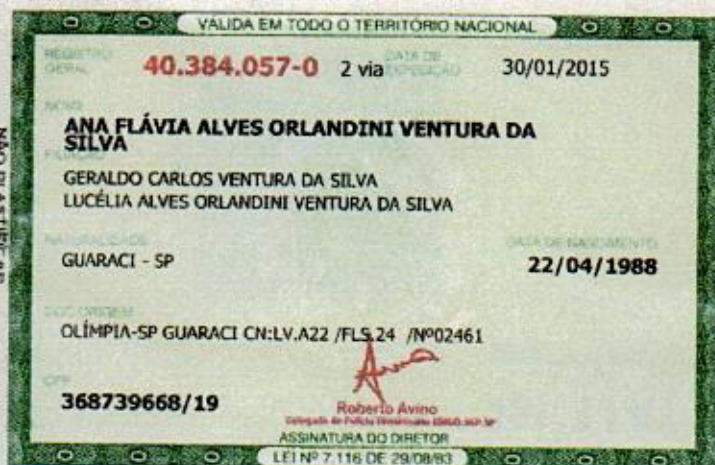 VÁLIDA EM TODO O TERRITÓRIO NACIONAL
REGISTRO GERAL 40.384.057-0 2 via DATA DE EXPEDIÇÃO 30/01/2015
NOME
ANA FLÁVIA ALVES ORLANDINI VENTURA DA
SILVA
FILIAÇÃO
GERALDO CARLOS VENTURA DA SILVA
LUCÉLIA ALVES ORLANDINI VENTURA DA SILVA
NATURALIDADE DATA DE NASCIMENTO
GUARACI - SP 22/04/1988
DOC ORIGEM
OLÍMPIA-SP GUARACI CN:LV.A22 /FLS.24 /Nº02461
CPF
368739668/19
Roberto Avino
ASSINATURA DO DIRETOR
LEI Nº 7.116 DE 29/08/83